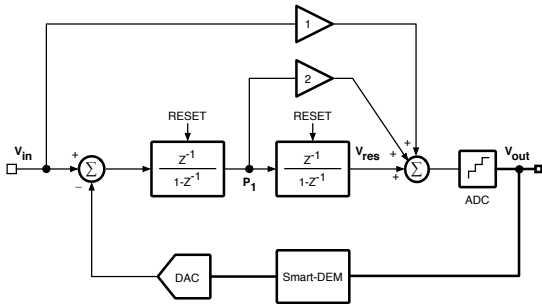 1
2
RESET
RESET
V_in
+
Σ
−
Z^-1
1-Z^-1
P_1
Z^-1
1-Z^-1
V_res
+
+
+
Σ
V_out
ADC
DAC
Smart-DEM